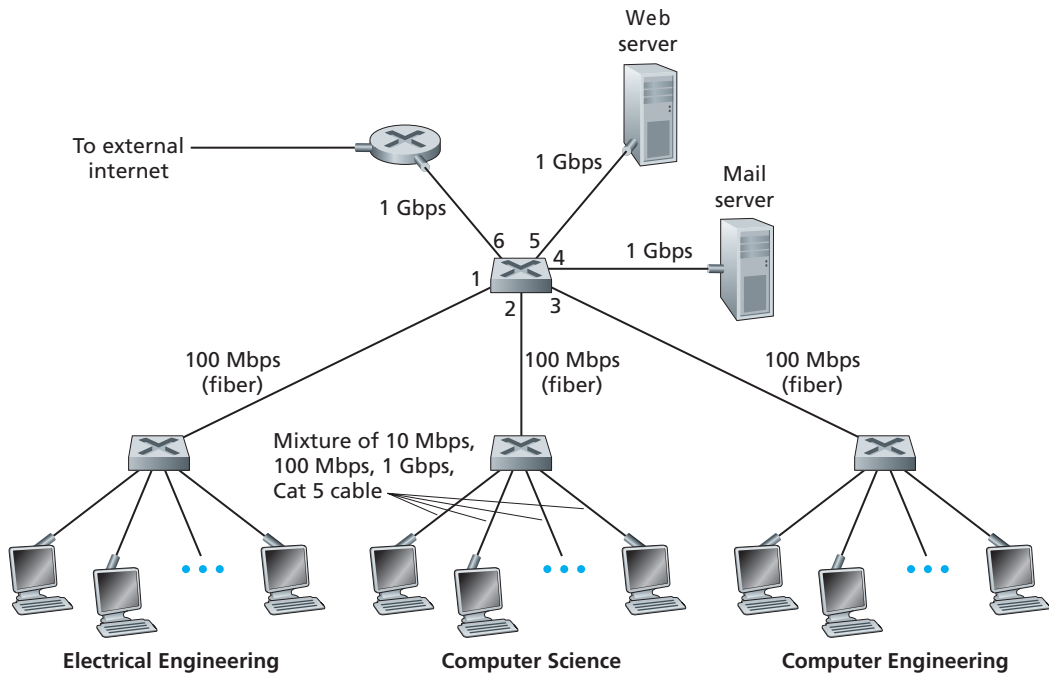 Web
server
To external
internet
1 Gbps
Mail
server
1 Gbps
6
5
4
1 Gbps
1
2
3
100 Mbps
(fiber)
100 Mbps
(fiber)
100 Mbps
(fiber)
Mixture of 10 Mbps,
100 Mbps, 1 Gbps,
Cat 5 cable
Electrical Engineering
Computer Science
Computer Engineering